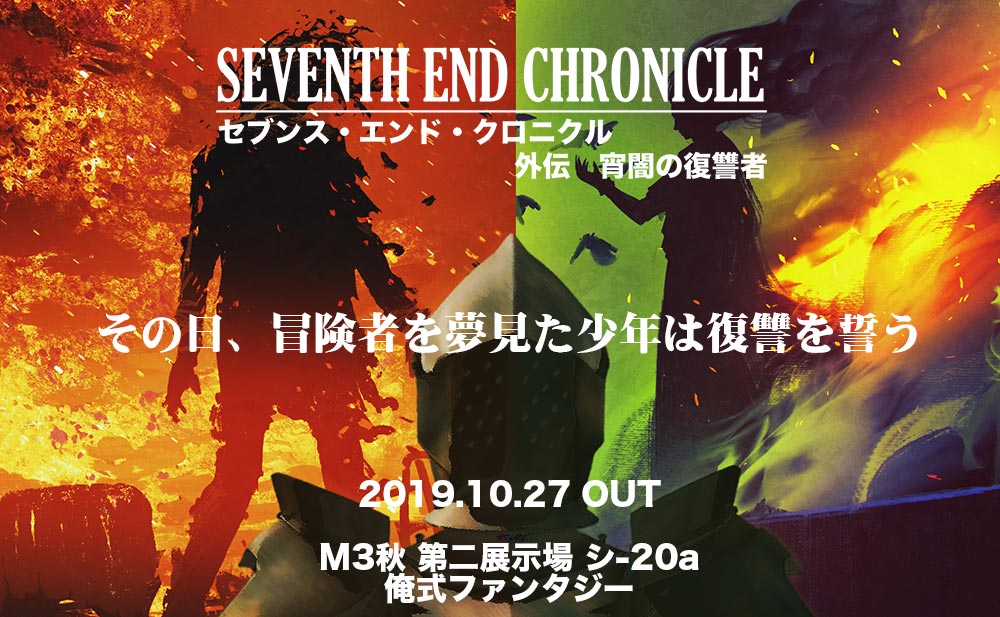 SEVENTH END CHRONICLE
セブンス・エンド・クロニクル
外伝　宵闇の復讐者
その日、冒険者を夢見た少年は復讐を誓う
2019.10.27 OUT
M3秋 第二展示場 シ-20a
俺式ファンタジー